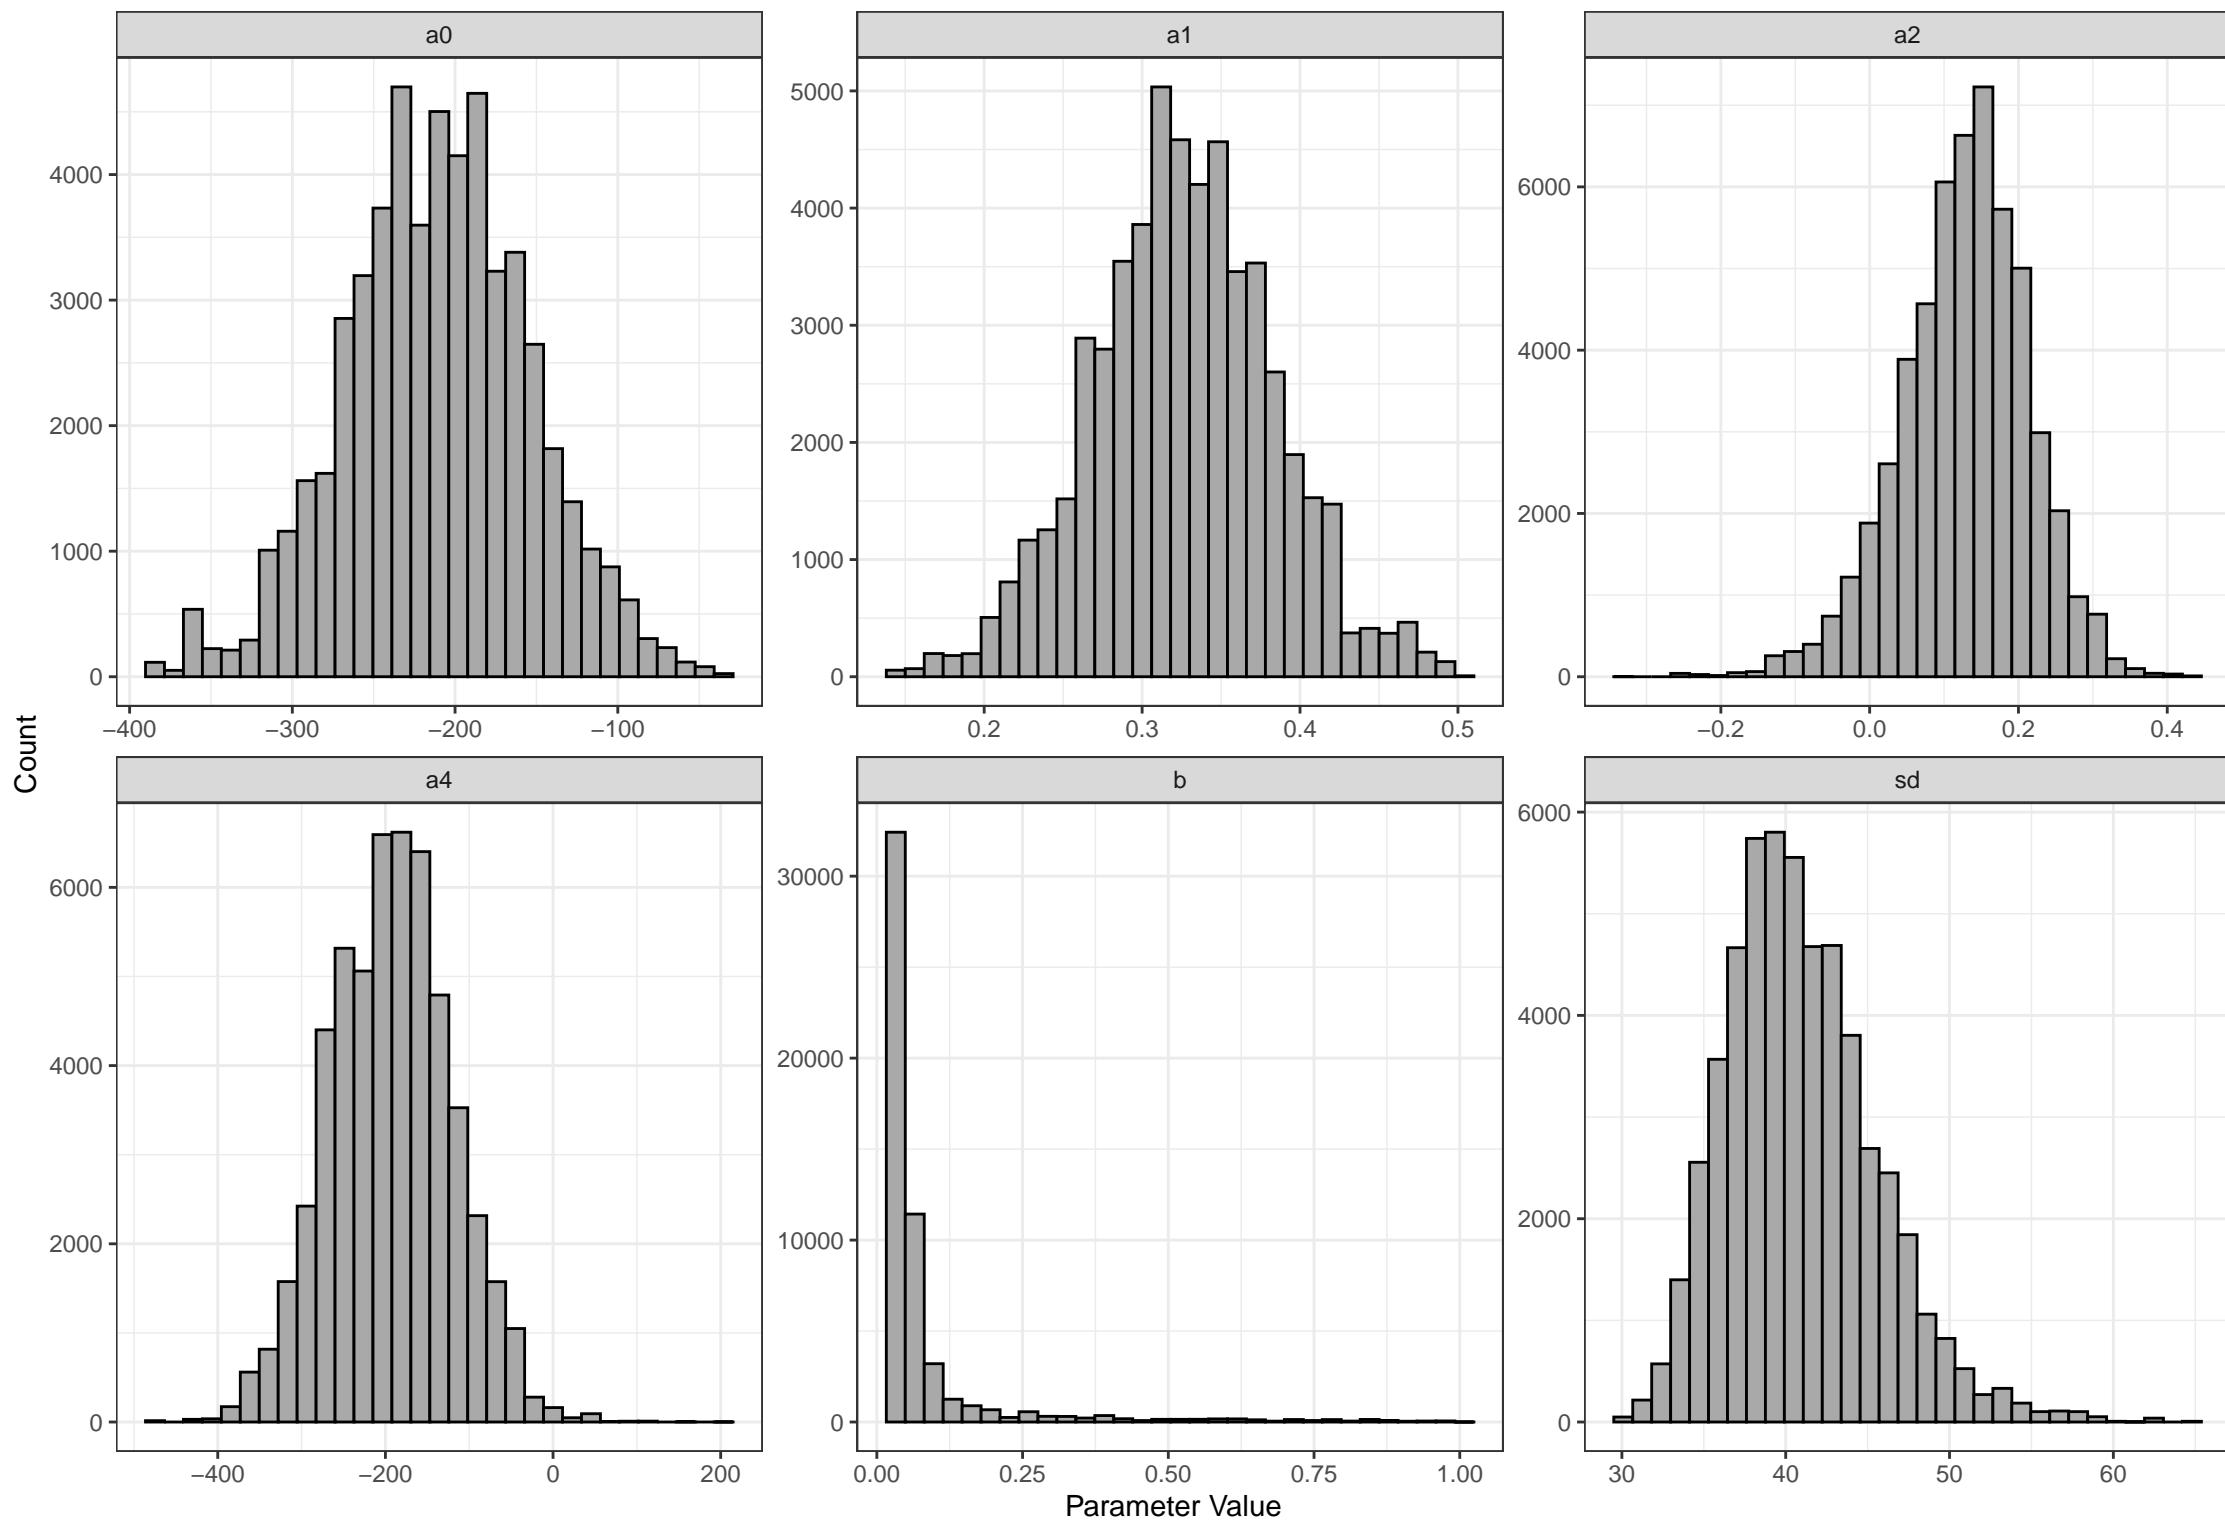 a0 a1 a2
0 1000 2000 3000 4000
−400 −300 −200 −100
0 1000 2000 3000 4000 5000
0.2 0.3 0.4 0.5
0 2000 4000 6000
−0.2 0.0 0.2 0.4
Count
a4 b sd
0 2000 4000 6000
−400 −200 0 200
0 10000 20000 30000
0.00 0.25 0.50 0.75 1.00
0 2000 4000 6000
30 40 50 60
Parameter Value